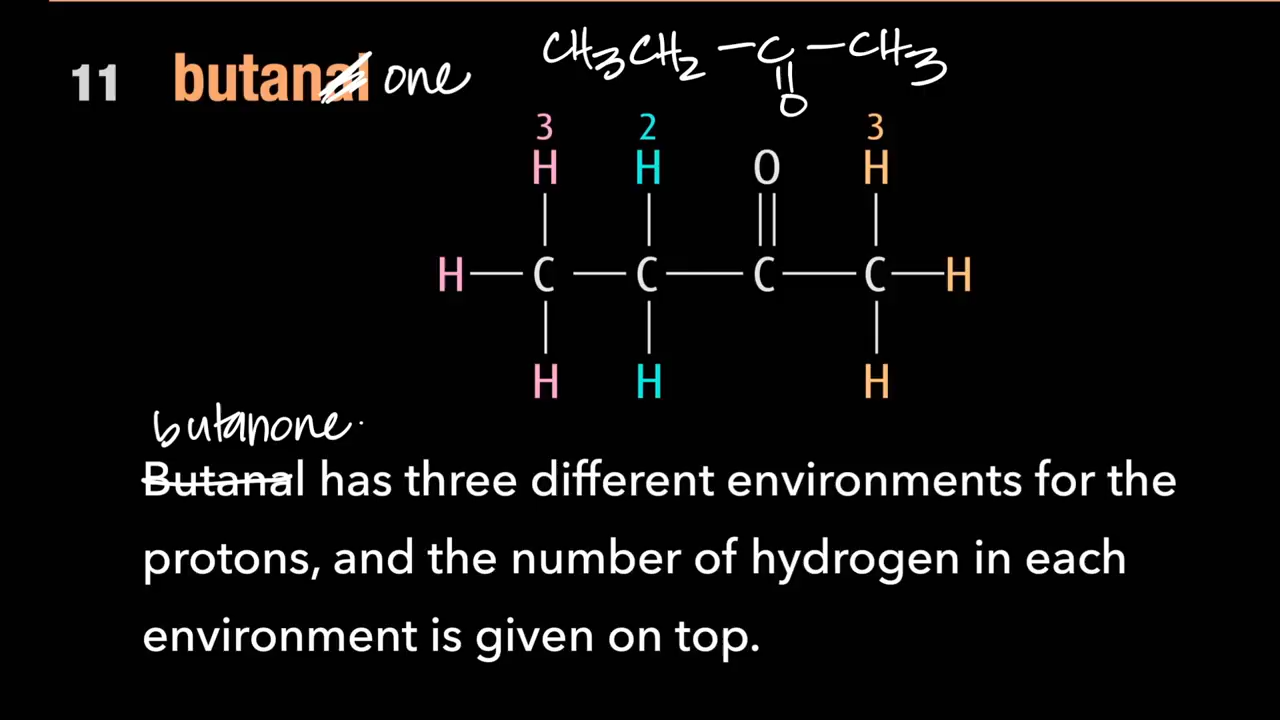 11 butanal one
CH3CH2 – C – CH3
O
3 2 3
H H O H
H C C C C H
H H H
butanone
Butanal has three different environments for the
protons, and the number of hydrogen in each
environment is given on top.